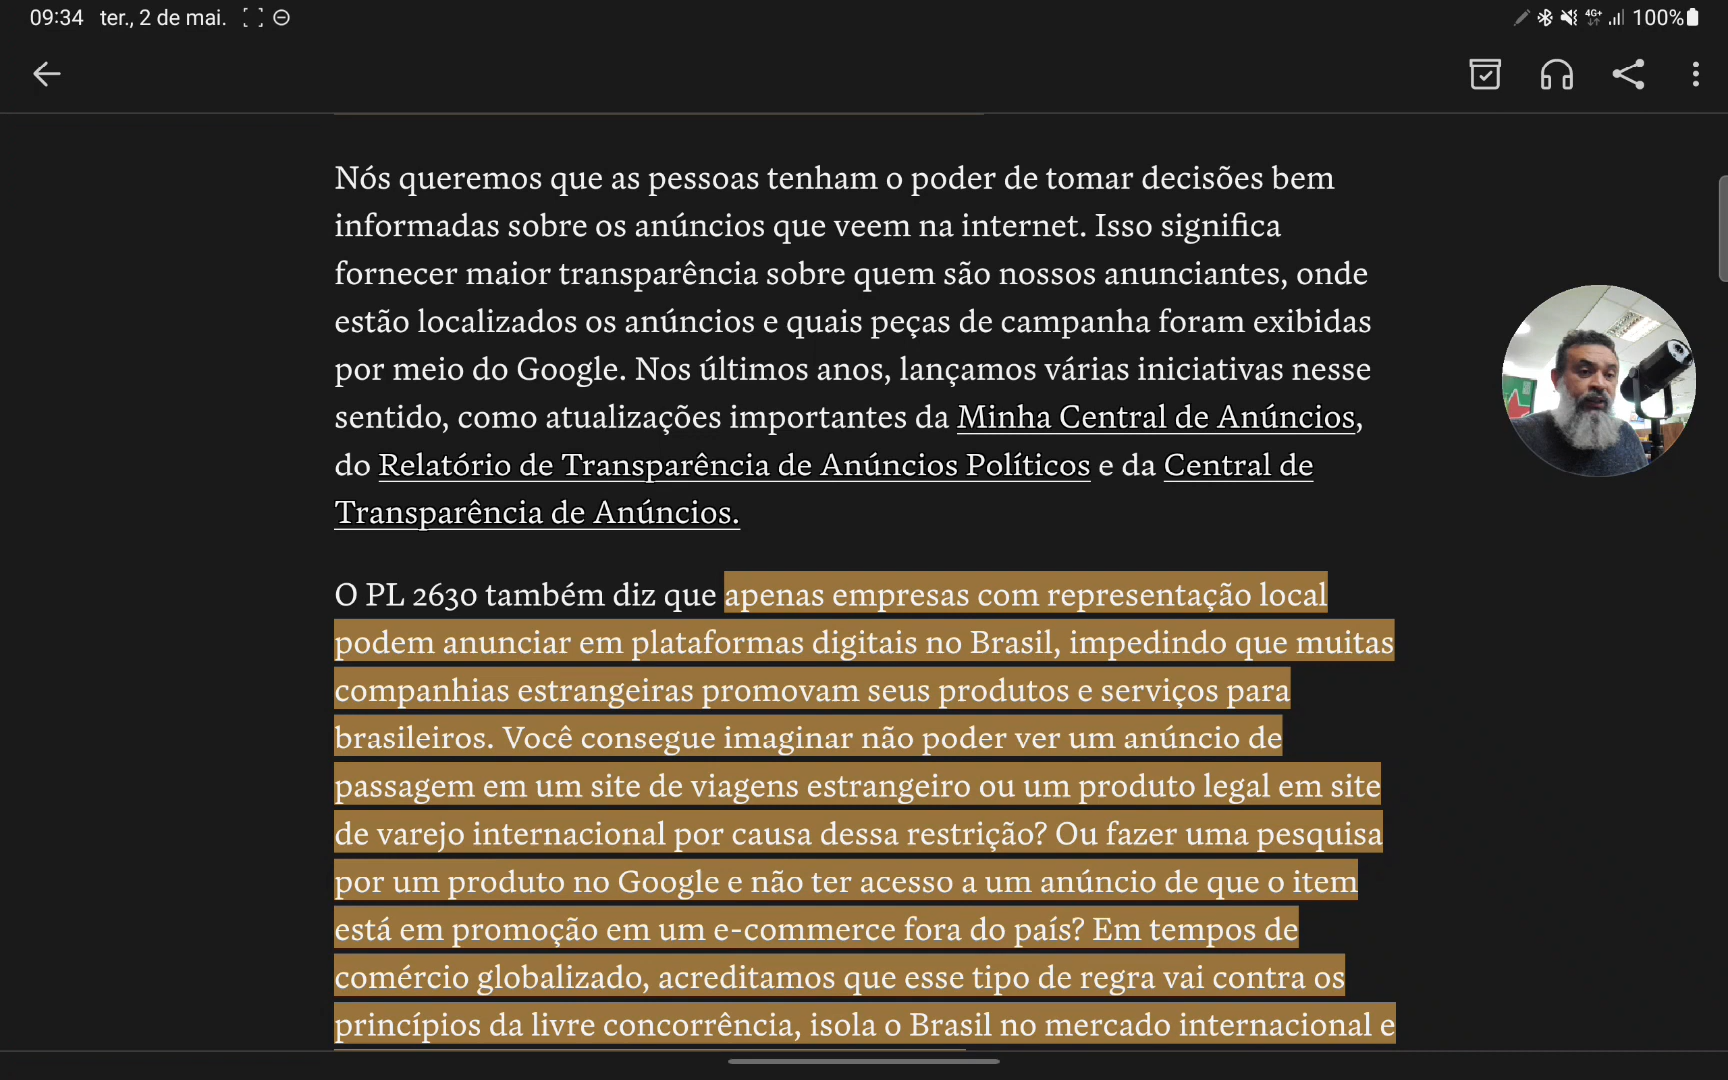 09:34 ter., 2 de mai.
4G+ 100%
Nós queremos que as pessoas tenham o poder de tomar decisões bem
informadas sobre os anúncios que veem na internet. Isso significa
fornecer maior transparência sobre quem são nossos anunciantes, onde
estão localizados os anúncios e quais peças de campanha foram exibidas
por meio do Google. Nos últimos anos, lançamos várias iniciativas nesse
sentido, como atualizações importantes da Minha Central de Anúncios,
do Relatório de Transparência de Anúncios Políticos e da Central de
Transparência de Anúncios.
O PL 2630 também diz que apenas empresas com representação local
podem anunciar em plataformas digitais no Brasil, impedindo que muitas
companhias estrangeiras promovam seus produtos e serviços para
brasileiros. Você consegue imaginar não poder ver um anúncio de
passagem em um site de viagens estrangeiro ou um produto legal em site
de varejo internacional por causa dessa restrição? Ou fazer uma pesquisa
por um produto no Google e não ter acesso a um anúncio de que o item
está em promoção em um e-commerce fora do país? Em tempos de
comércio globalizado, acreditamos que esse tipo de regra vai contra os
princípios da livre concorrência, isola o Brasil no mercado internacional e